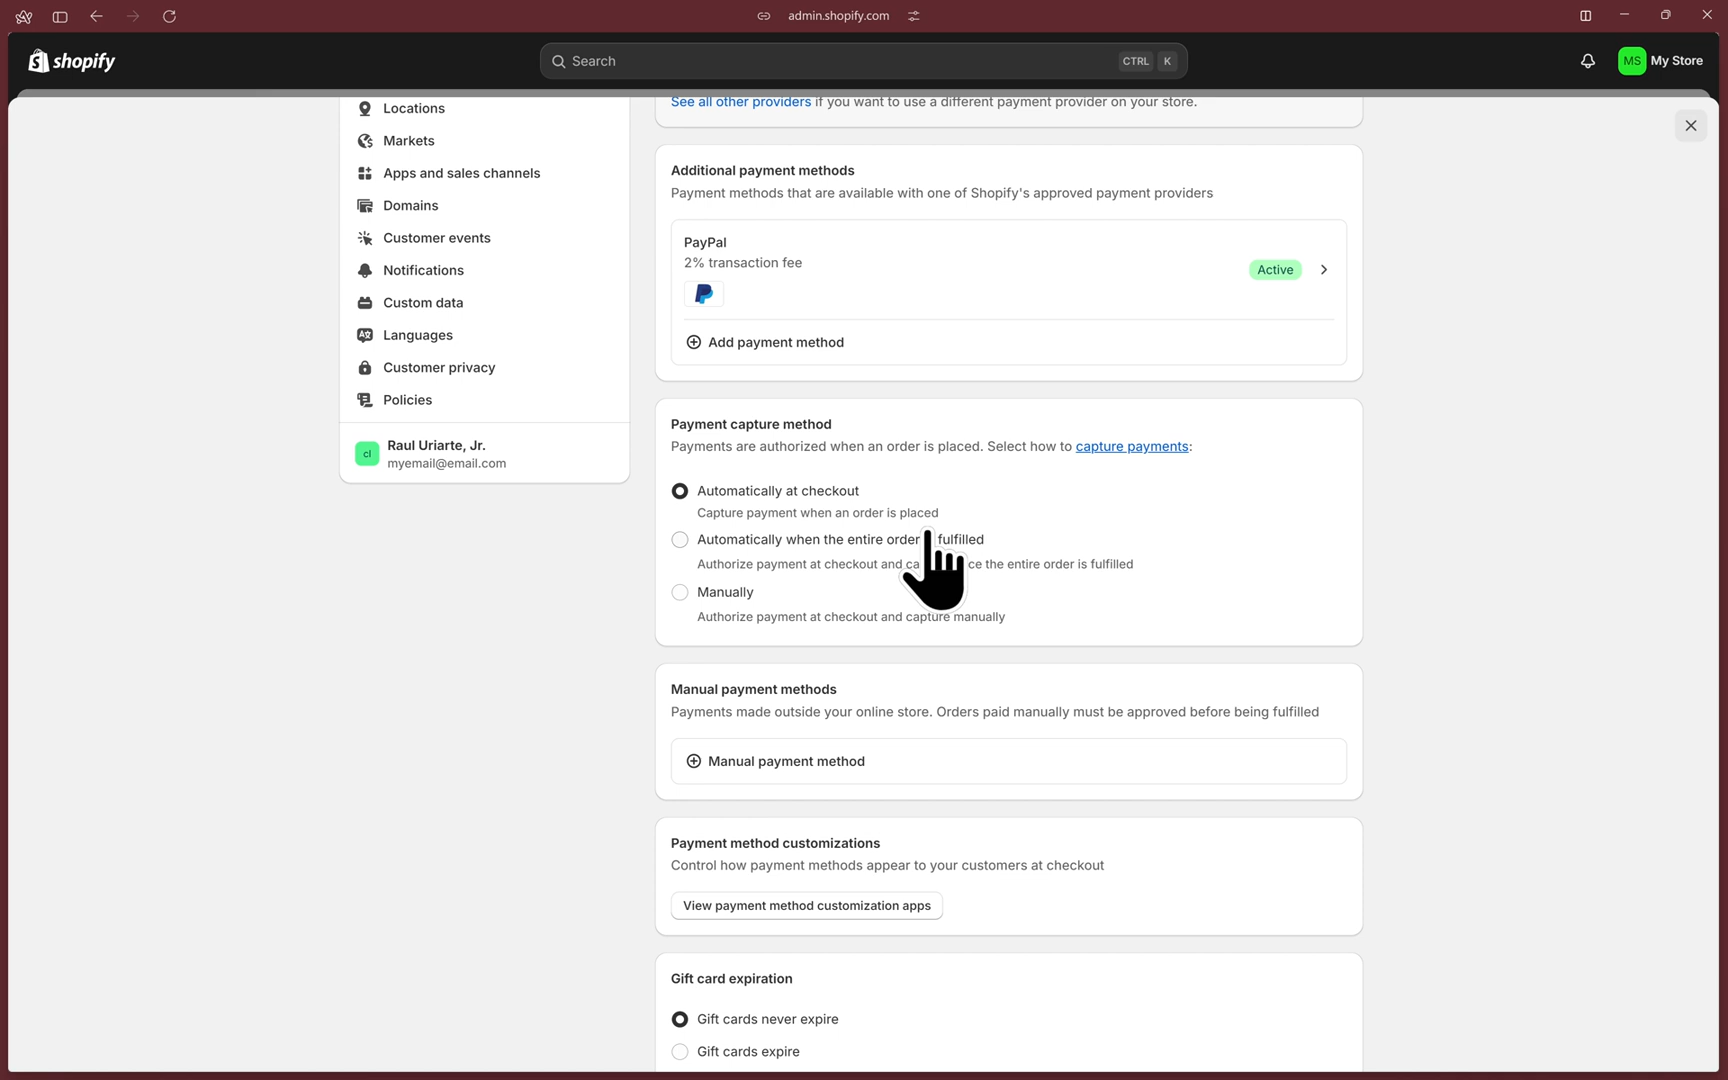 admin.shopify.com
shopify
Search
CTRL K
MS My Store
Locations
Markets
Apps and sales channels
Domains
Customer events
Notifications
Custom data
Languages
Customer privacy
Policies
cl
Raul Uriarte, Jr.
myemail@email.com
See all other providers if you want to use a different payment provider on your store.
Additional payment methods
Payment methods that are available with one of Shopify's approved payment providers
PayPal
2% transaction fee
Active
Add payment method
Payment capture method
Payments are authorized when an order is placed. Select how to capture payments:
Automatically at checkout
Capture payment when an order is placed
Automatically when the entire order fulfilled
Authorize payment at checkout and the entire order is fulfilled
Manually
Authorize payment at checkout and capture manually
Manual payment methods
Payments made outside your online store. Orders paid manually must be approved before being fulfilled
Manual payment method
Payment method customizations
Control how payment methods appear to your customers at checkout
View payment method customization apps
Gift card expiration
Gift cards never expire
Gift cards expire